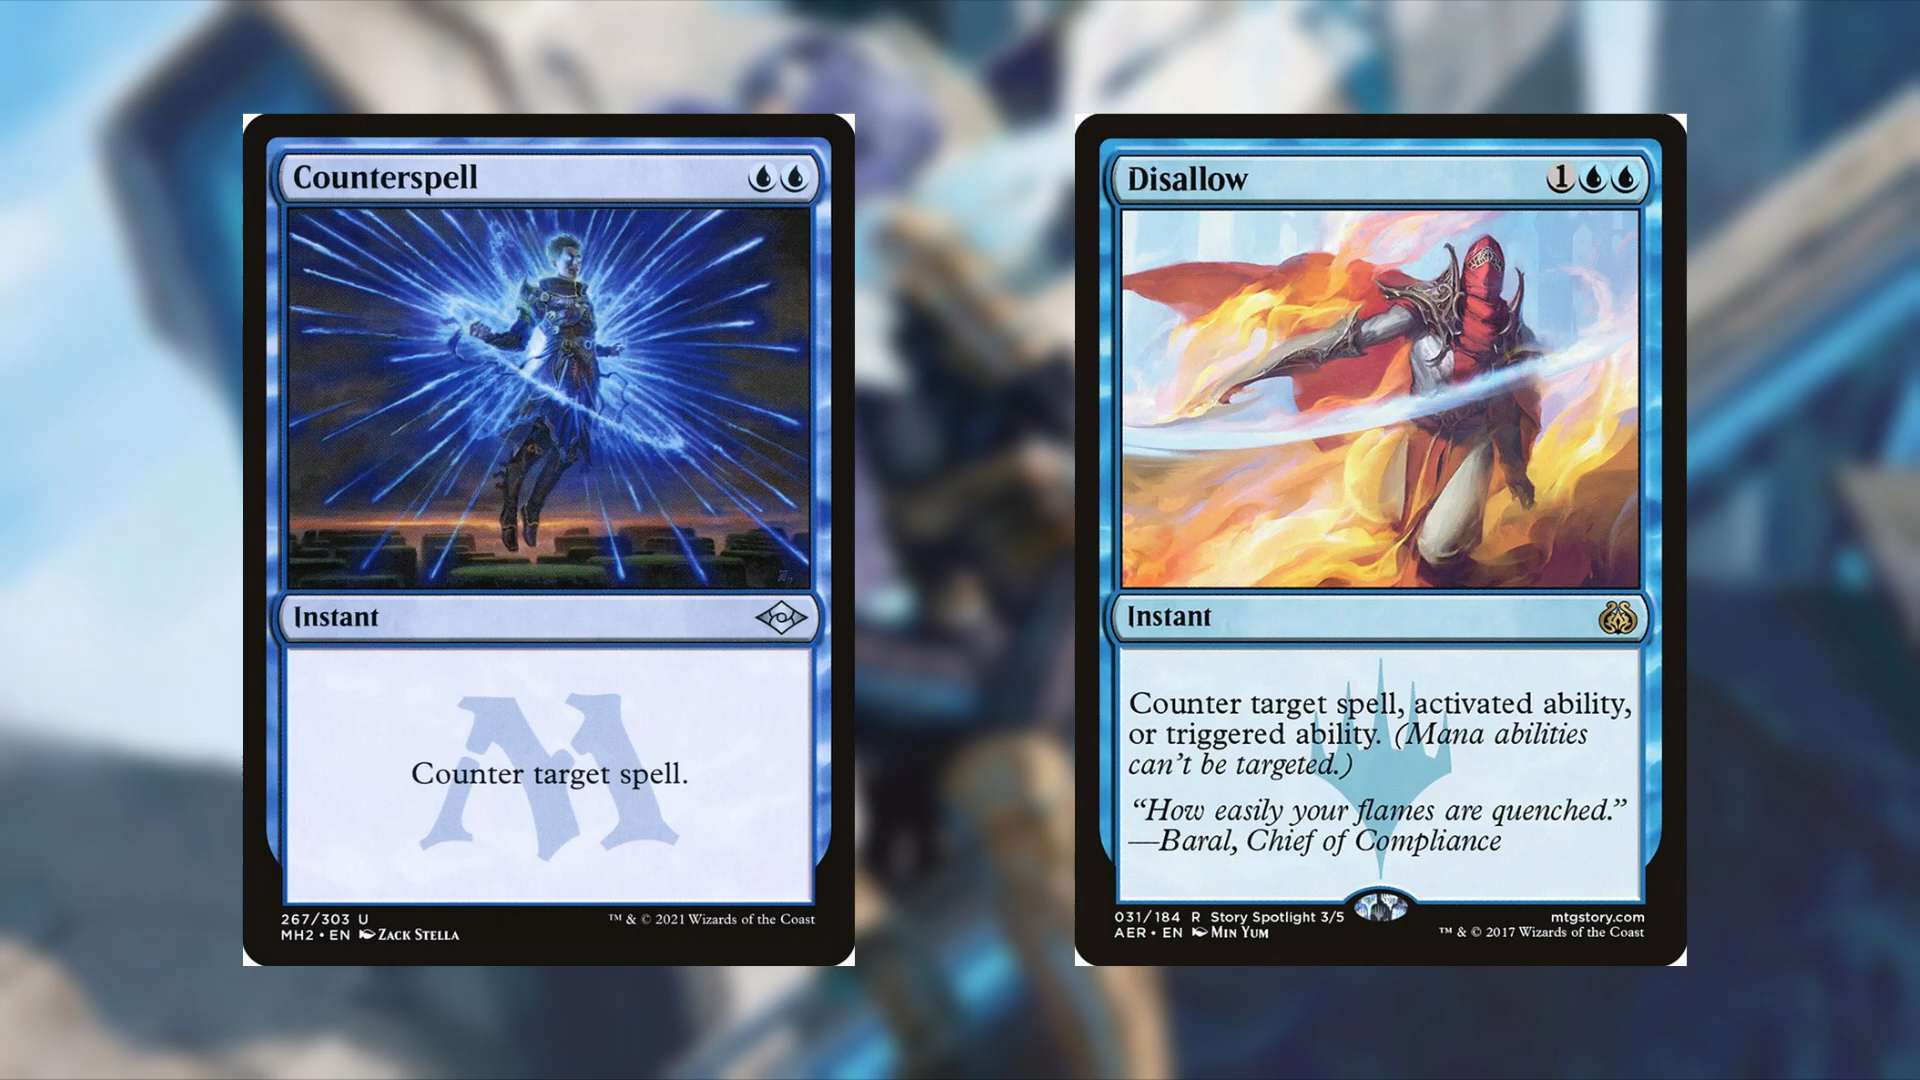 Counterspell
Instant
Counter target spell.
267/303 U
MH2 • EN Zack Stella
™ & © 2021 Wizards of the Coast
Disallow
1
Instant
Counter target spell, activated ability,
or triggered ability. (Mana abilities
can't be targeted.)
“How easily your flames are quenched.”
—Baral, Chief of Compliance
031/184 R Story Spotlight 3/5
AER • EN Min Yum
mtgstory.com
™ & © 2017 Wizards of the Coast